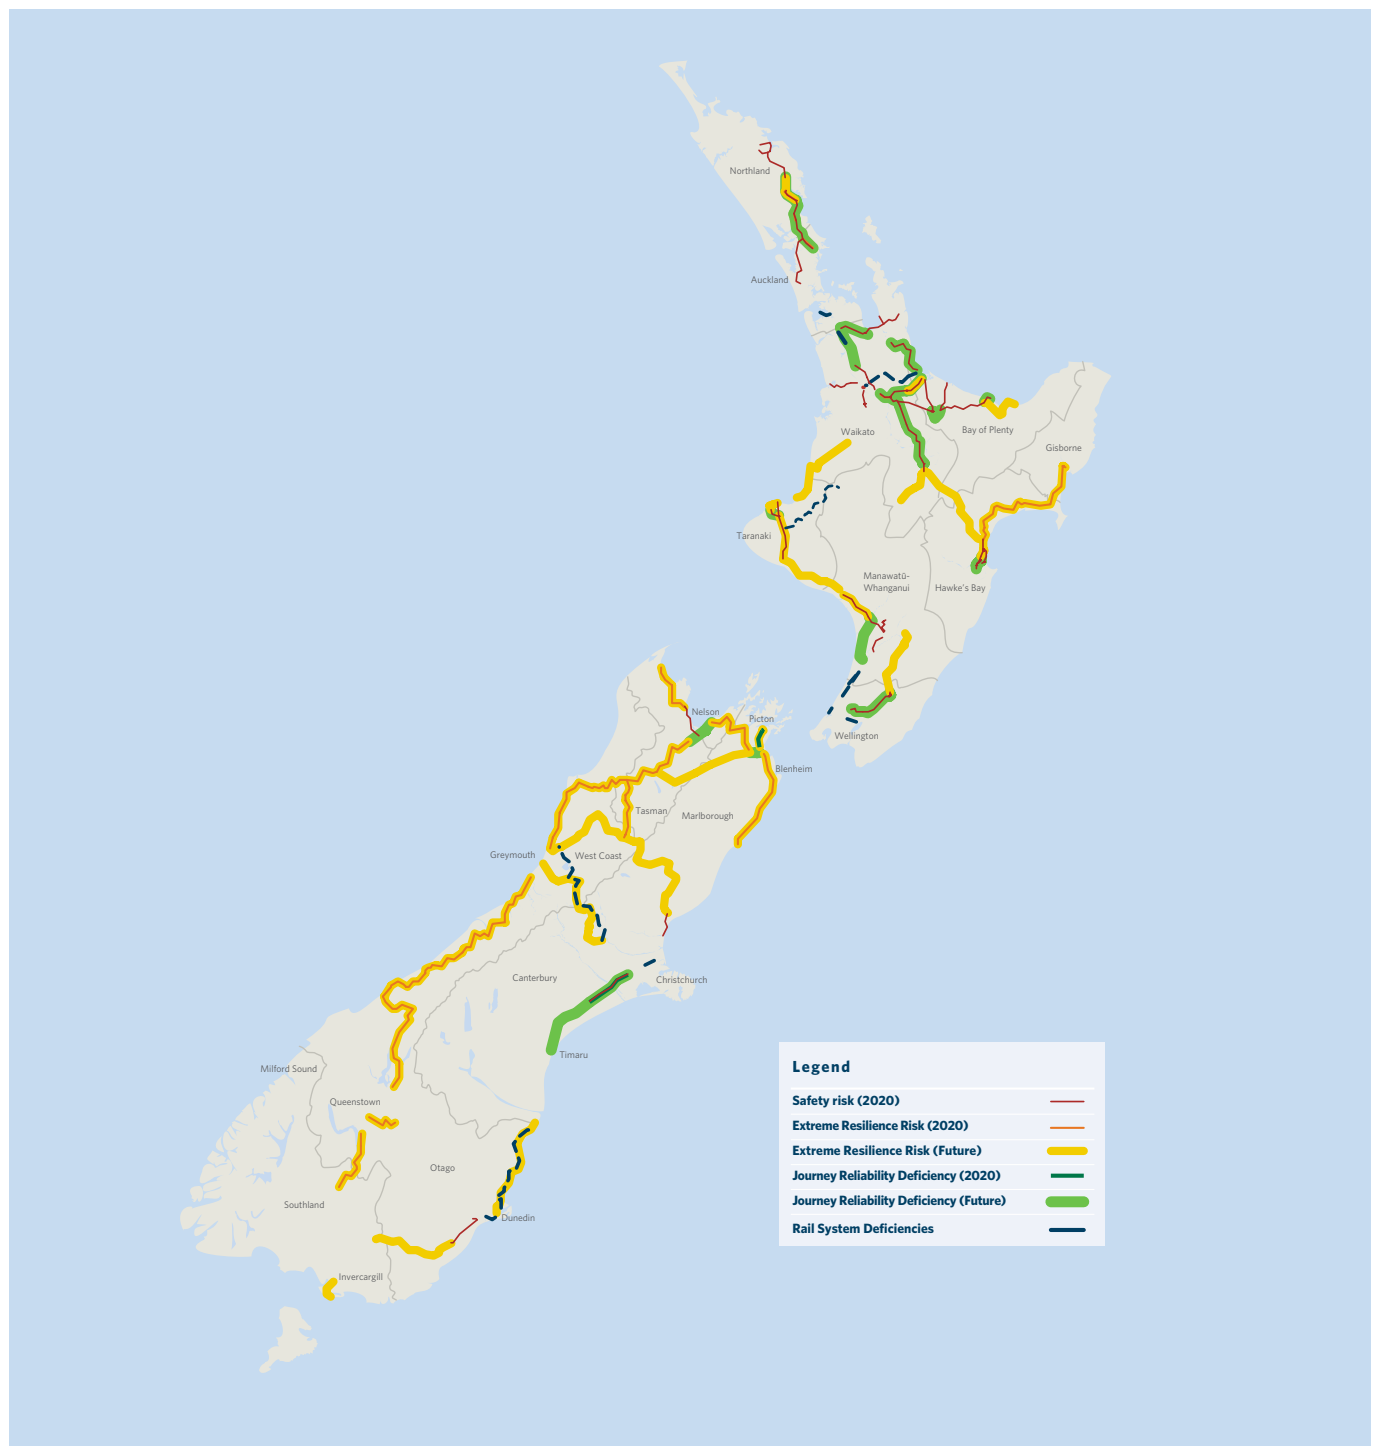 Northland
Auckland
Waikato
Bay of Plenty
Gisborne
Taranaki
Manawatū-
Whanganui
Hawke's Bay
Nelson
Picton
Wellington
Blenheim
Tasman
Marlborough
Greymouth
West Coast
Canterbury
Christchurch
Timaru
Milford Sound
Queenstown
Otago
Southland
Dunedin
Invercargill
Legend
Safety risk (2020)
Extreme Resilience Risk (2020)
Extreme Resilience Risk (Future)
Journey Reliability Deficiency (2020)
Journey Reliability Deficiency (Future)
Rail System Deficiencies